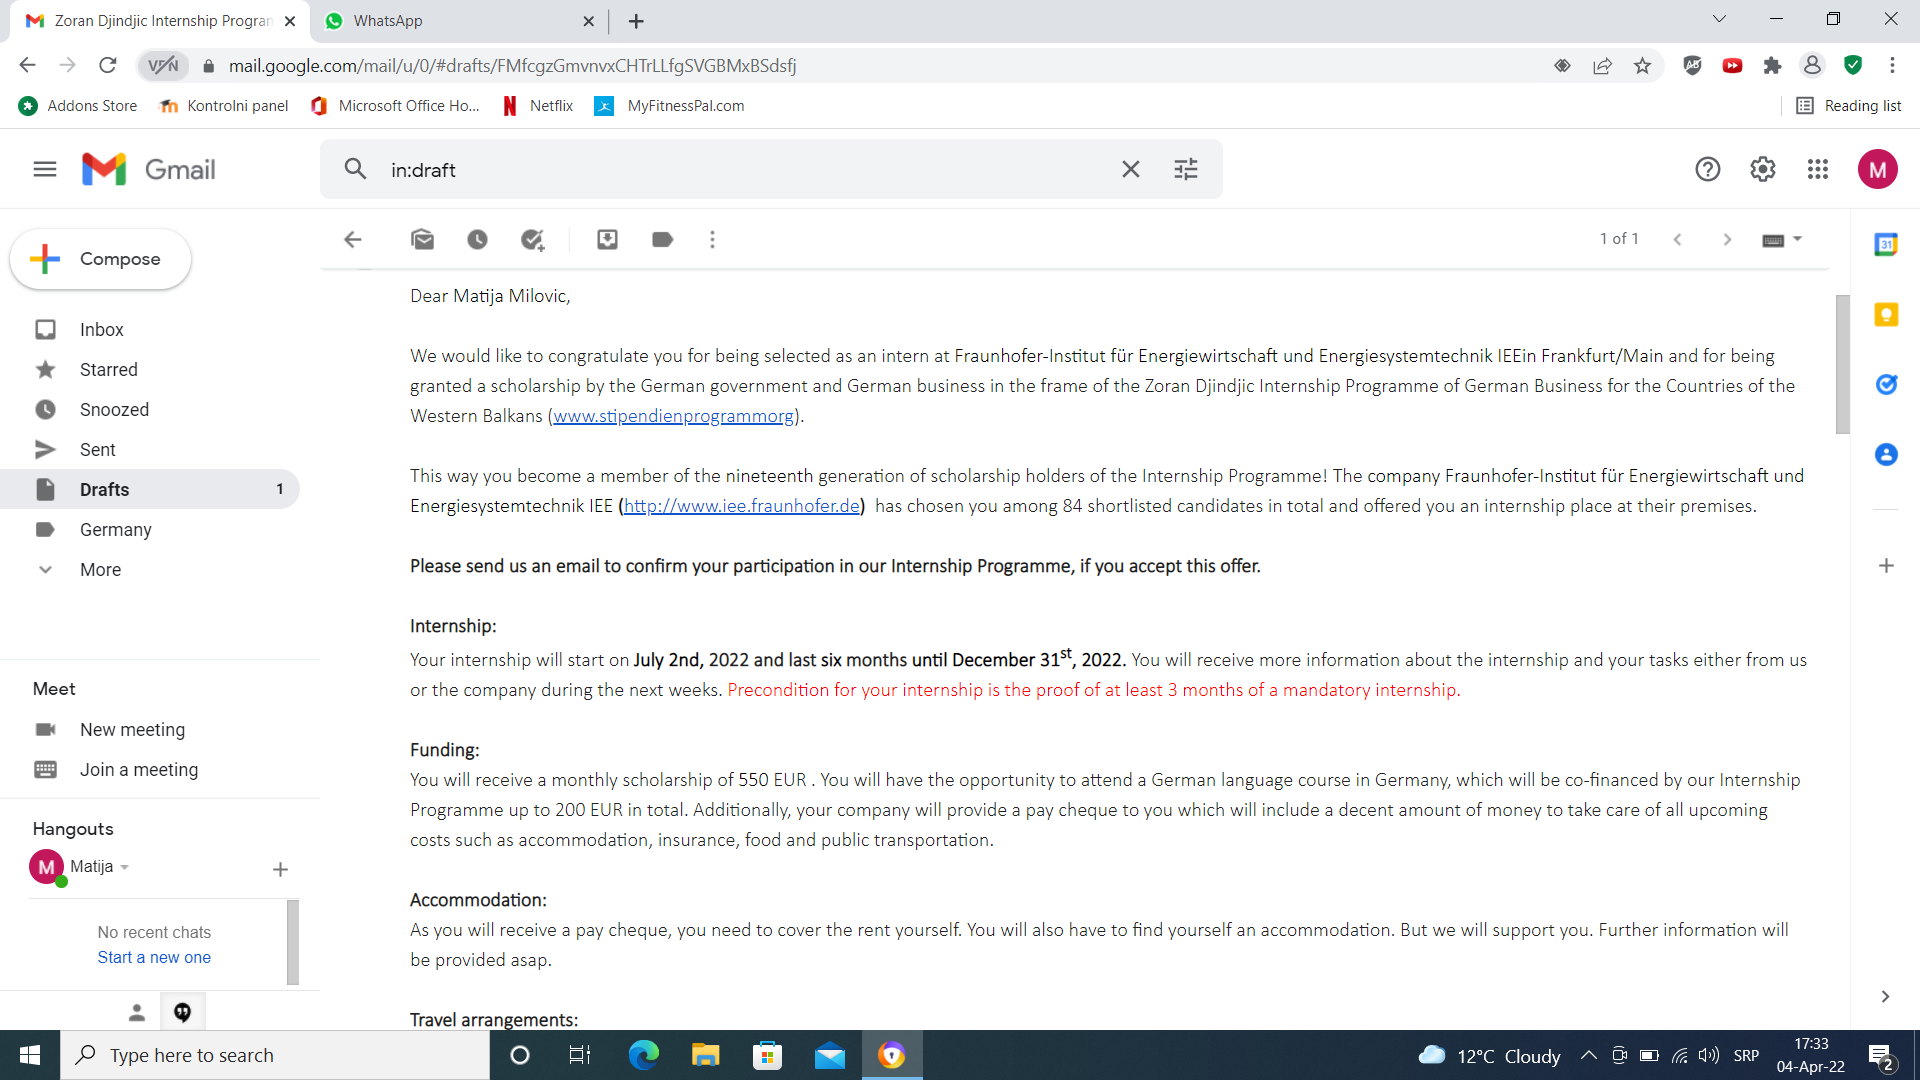 Zoran Djindjic Internship Progran
WhatsApp
VPN
mail.google.com/mail/u/0/#drafts/FMfcgzGmvnvxCHTrLLfgSVGBMxBSdsfj
Addons Store
Kontrolni panel
Microsoft Office Ho...
Netflix
MyFitnessPal.com
Reading list
Gmail
in:draft
M
Compose
1 of 1
31
Inbox
Starred
Snoozed
Sent
Drafts 1
Germany
More
Meet
New meeting
Join a meeting
Hangouts
M Matija
No recent chats
Start a new one
Dear Matija Milovic,
We would like to congratulate you for being selected as an intern at Fraunhofer-Institut für Energiewirtschaft und Energiesystemtechnik IEEin Frankfurt/Main and for being
granted a scholarship by the German government and German business in the frame of the Zoran Djindjic Internship Programme of German Business for the Countries of the
Western Balkans (www.stipendienprogrammorg).
This way you become a member of the nineteenth generation of scholarship holders of the Internship Programme! The company Fraunhofer-Institut für Energiewirtschaft und
Energiesystemtechnik IEE (http://www.iee.fraunhofer.de) has chosen you among 84 shortlisted candidates in total and offered you an internship place at their premises.
Please send us an email to confirm your participation in our Internship Programme, if you accept this offer.
Internship:
Your internship will start on July 2nd, 2022 and last six months until December 31st, 2022. You will receive more information about the internship and your tasks either from us
or the company during the next weeks. Precondition for your internship is the proof of at least 3 months of a mandatory internship.
Funding:
You will receive a monthly scholarship of 550 EUR . You will have the opportunity to attend a German language course in Germany, which will be co-financed by our Internship
Programme up to 200 EUR in total. Additionally, your company will provide a pay cheque to you which will include a decent amount of money to take care of all upcoming
costs such as accommodation, insurance, food and public transportation.
Accommodation:
As you will receive a pay cheque, you need to cover the rent yourself. You will also have to find yourself an accommodation. But we will support you. Further information will
be provided asap.
Travel arrangements:
Type here to search
12°C Cloudy
SRP
17:33
04-Apr-22
2